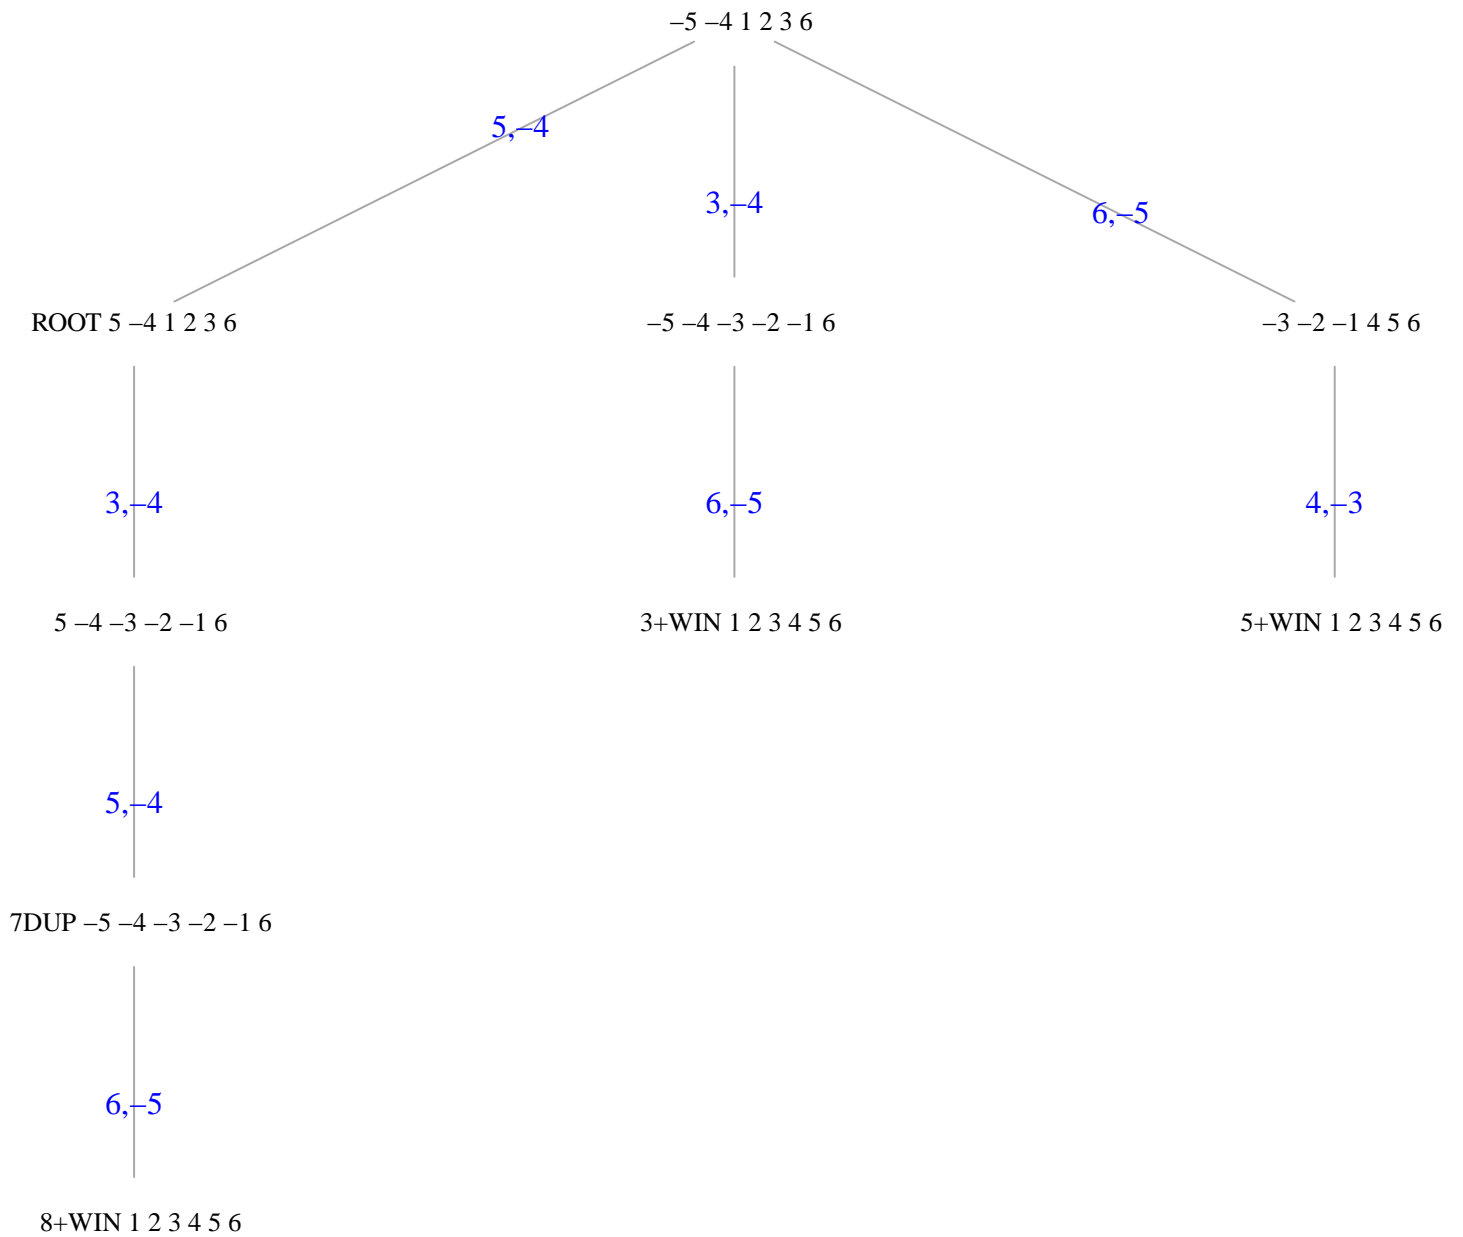 –5 –4 1 2 3 6
5,–4
3,–4
6,–5
ROOT 5 –4 1 2 3 6
–5 –4 –3 –2 –1 6
–3 –2 –1 4 5 6
3,–4
6,–5
4,–3
5 –4 –3 –2 –1 6
3+WIN 1 2 3 4 5 6
5+WIN 1 2 3 4 5 6
5,–4
7DUP –5 –4 –3 –2 –1 6
6,–5
8+WIN 1 2 3 4 5 6